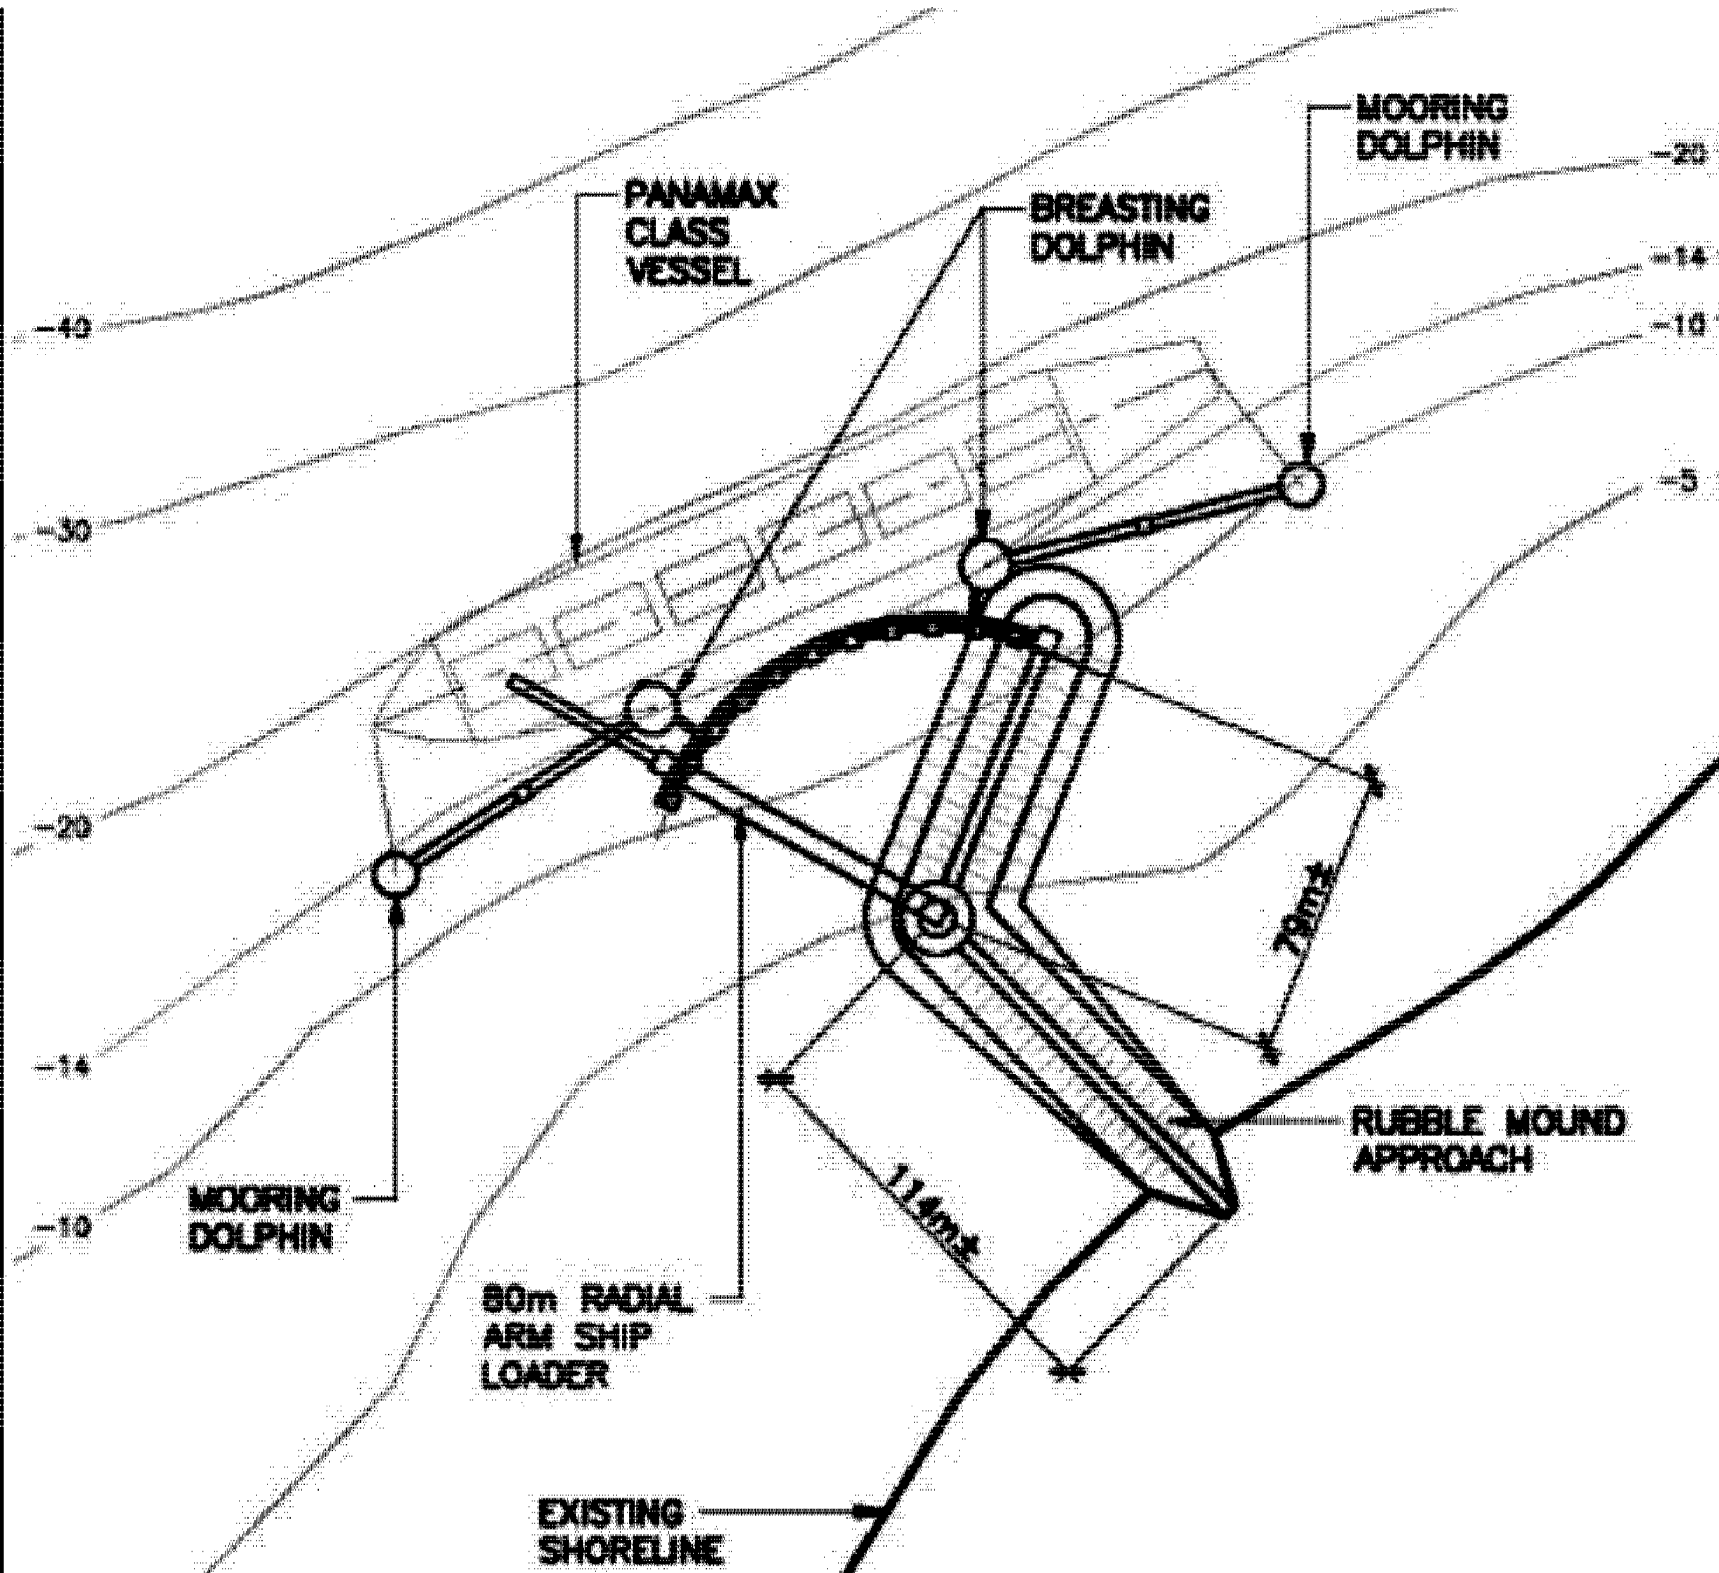 MOORING
DOLPHIN
-20
PANAMAX
CLASS
VESSEL
BREASTING
DOLPHIN
-14
-10
-40
-5
-30
-20
79m±
-14
RUBBLE MOUND
APPROACH
114m±
MOORING
DOLPHIN
-10
80m RADIAL
ARM SHIP
LOADER
EXISTING
SHORELINE